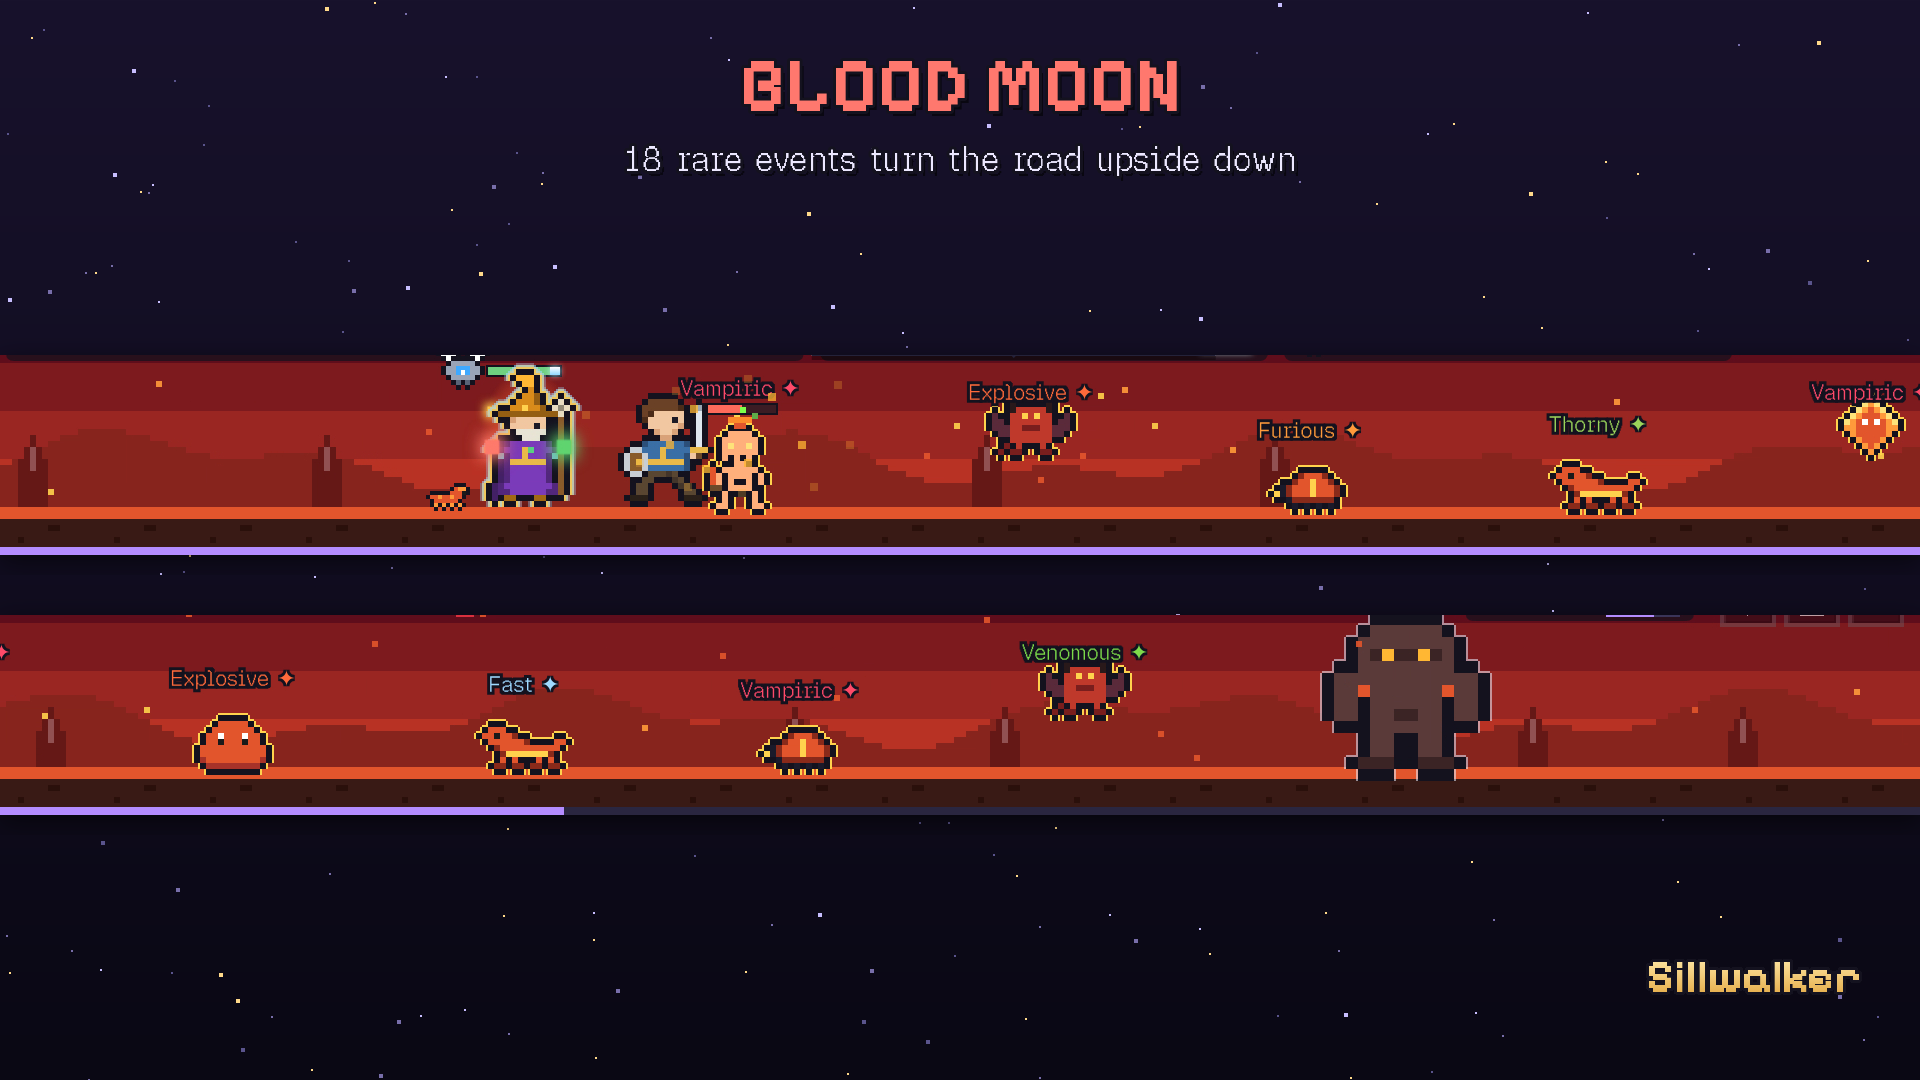 BLOOD MOON
18 rare events turn the road upside down
Vampiric
Explosive
Furious
Thorny
Vampiric
Explosive
Fast
Vampiric
Venomous
Sillwalker